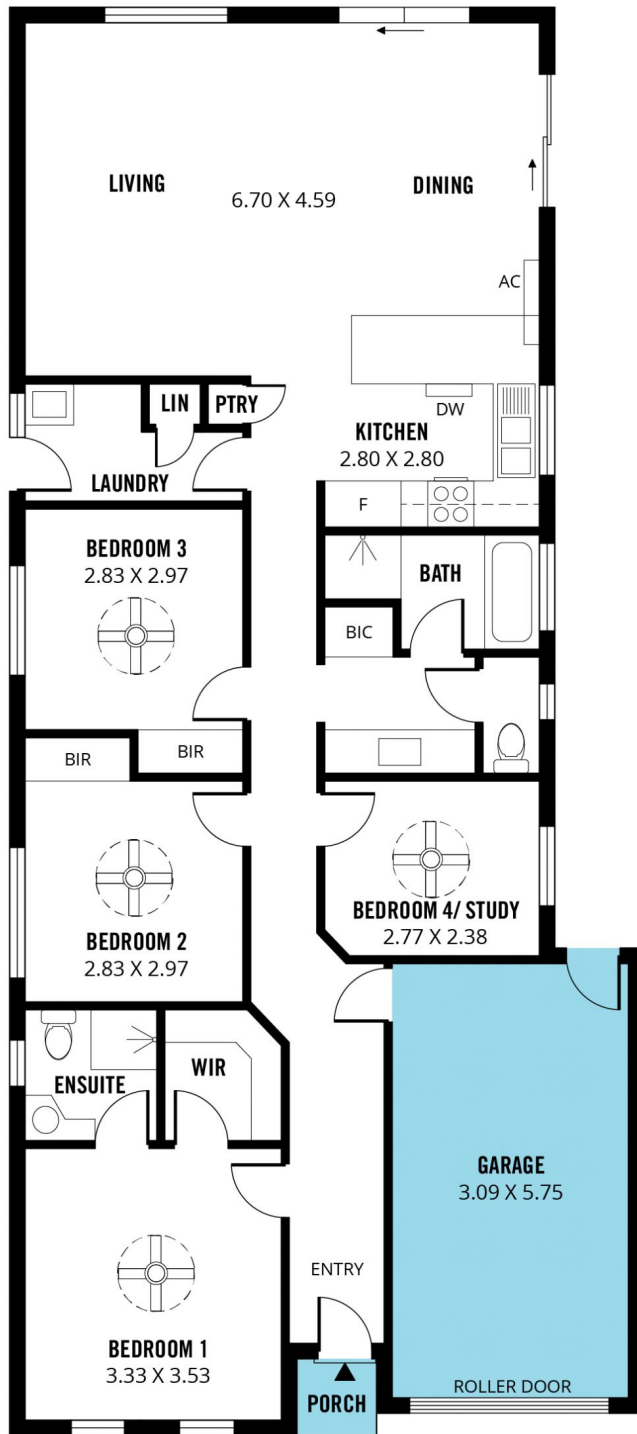 LIVING
DINING
6.70 X 4.59
AC
LIN
PTRY
DW
KITCHEN
2.80 X 2.80
LAUNDRY
F
BEDROOM 3
2.83 X 2.97
BATH
BIC
BIR
BIR
BEDROOM 4/ STUDY
2.77 X 2.38
BEDROOM 2
2.83 X 2.97
ENSUITE
WIR
GARAGE
3.09 X 5.75
ENTRY
BEDROOM 1
3.33 X 3.53
ROLLER DOOR
PORCH